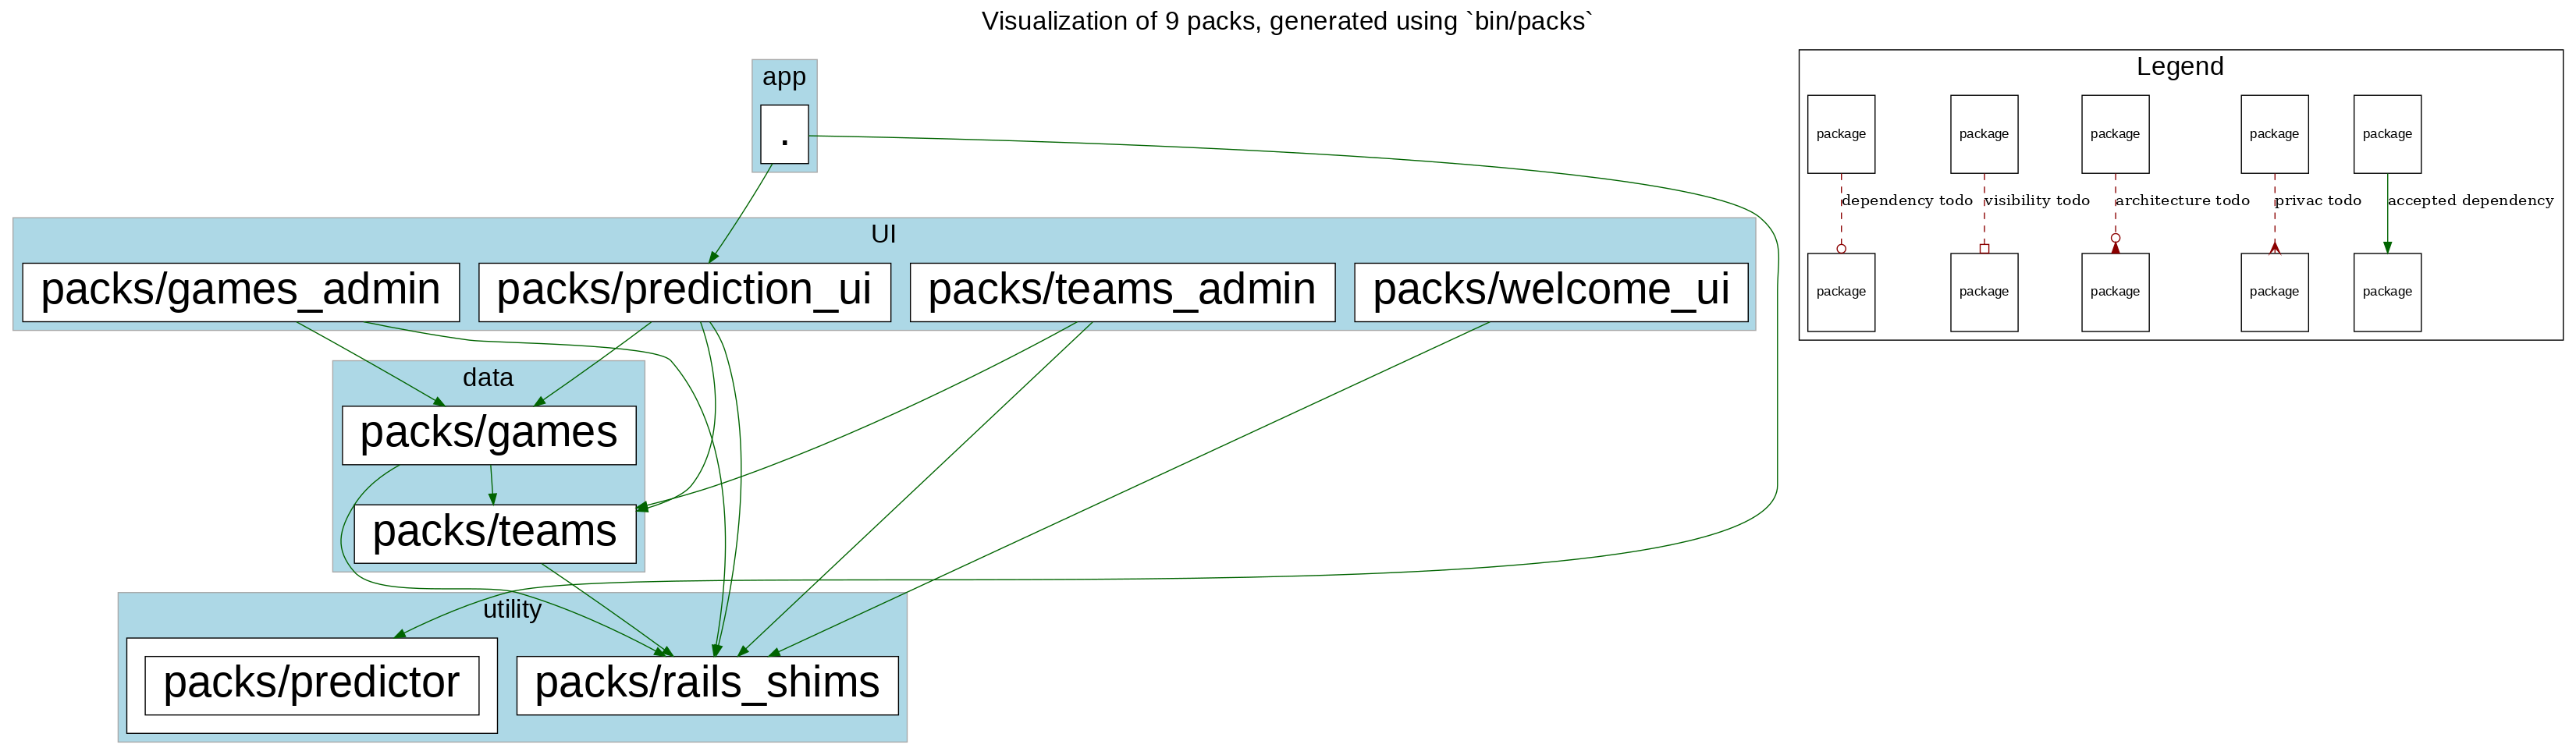 Visualization of 9 packs, generated using `bin/packs`
app
.
UI
packs/games_admin
packs/prediction_ui
packs/teams_admin
packs/welcome_ui
data
packs/games
packs/teams
utility
packs/predictor
packs/rails_shims
Legend
package
package
package
package
package
dependency todo
visibility todo
architecture todo
privac todo
accepted dependency
package
package
package
package
package